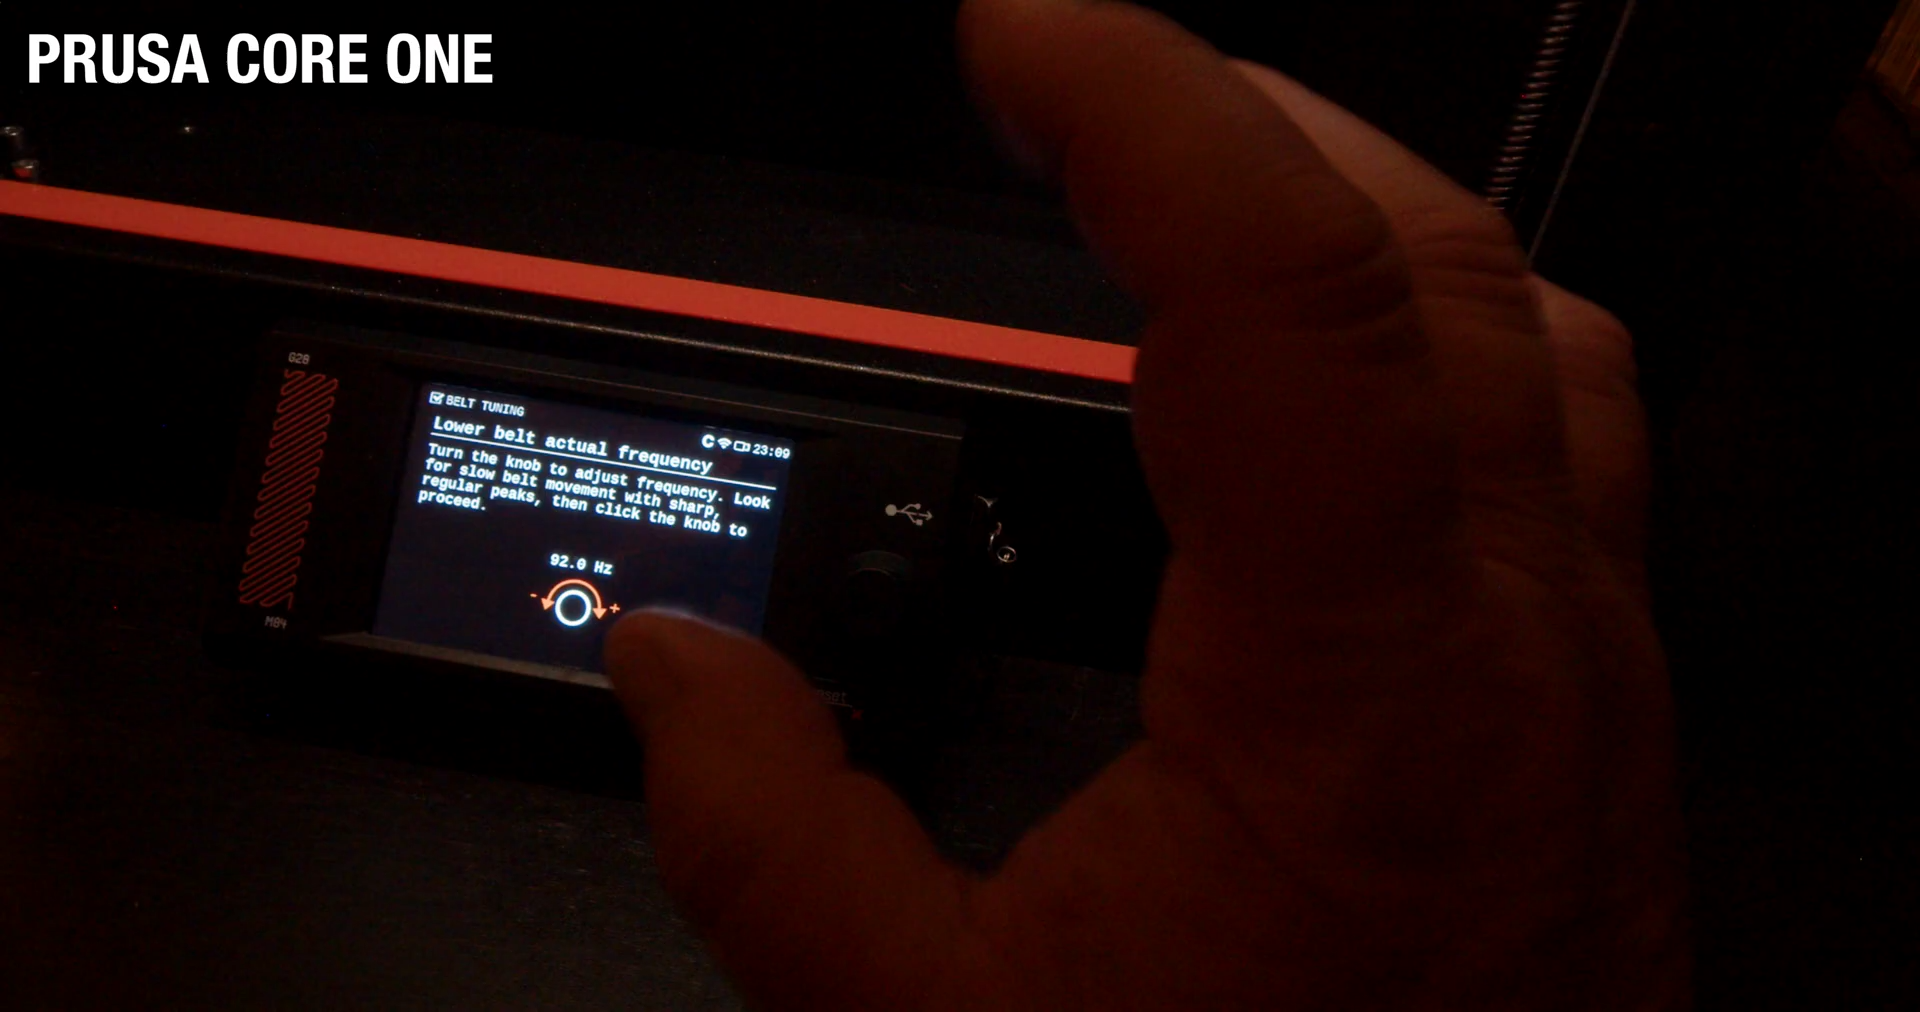 PRUSA CORE ONE
G28
BELT TUNING
C 23:09
Lower belt actual frequency
Turn the knob to adjust frequency. Look
for slow belt movement with sharp,
regular peaks, then click the knob to
proceed.
92.0 Hz
- +
M84